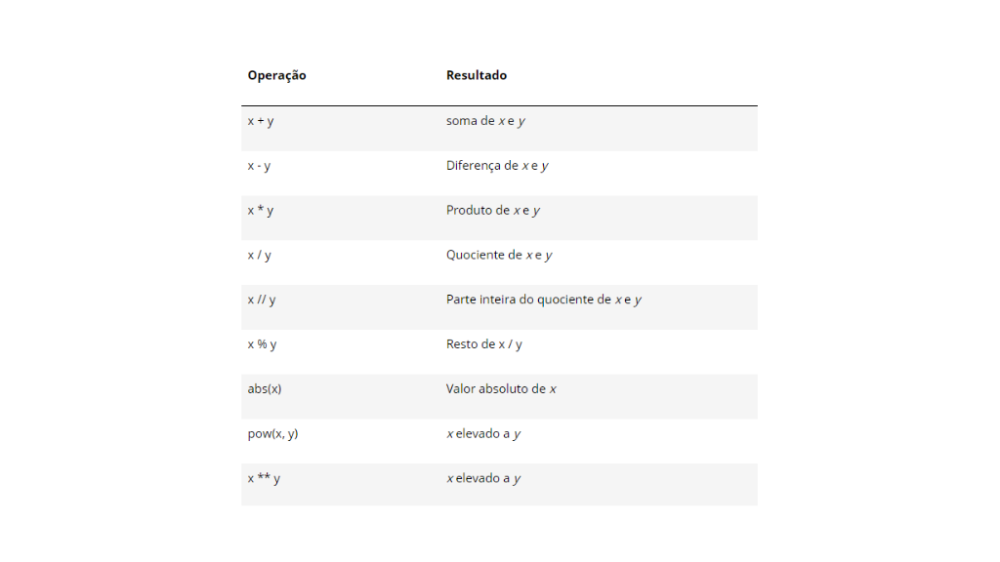 Operação Resultado
x + y soma de x e y
x - y Diferença de x e y
x * y Produto de x e y
x / y Quociente de x e y
x // y Parte inteira do quociente de x e y
x % y Resto de x / y
abs(x) Valor absoluto de x
pow(x, y) x elevado a y
x ** y x elevado a y